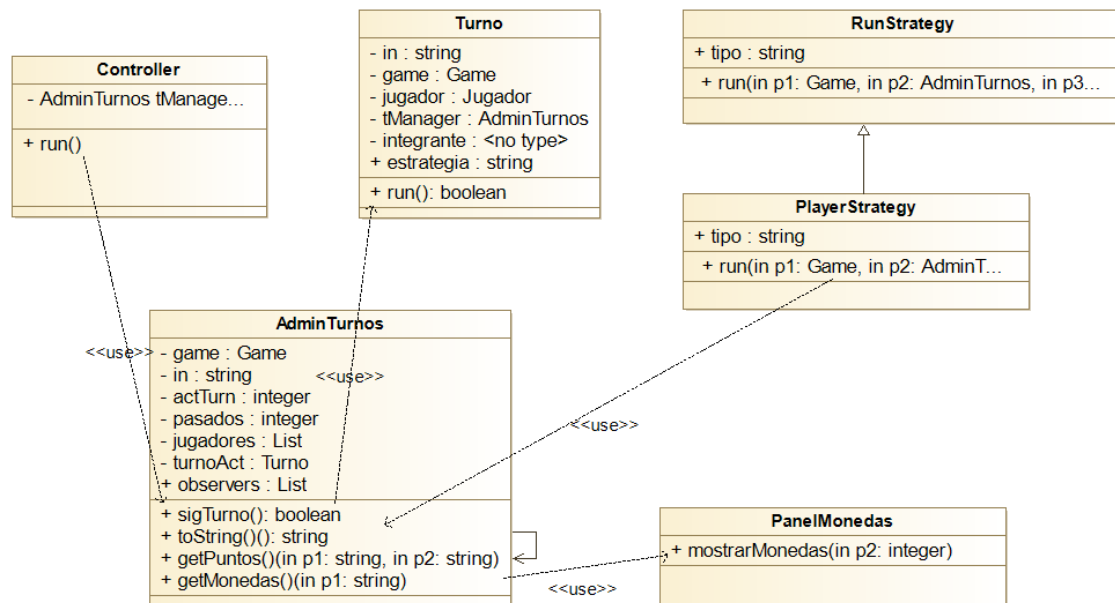 Controller
- AdminTurnos tManage...
+ run()
Turno
- in : string
- game : Game
- jugador : Jugador
- tManager : AdminTurnos
- integrante : <no type>
+ estrategia : string
+ run(): boolean
RunStrategy
+ tipo : string
+ run(in p1: Game, in p2: AdminTurnos, in p3...
PlayerStrategy
+ tipo : string
+ run(in p1: Game, in p2: AdminT...
AdminTurnos
- game : Game
- in : string
- actTurn : integer
- pasados : integer
- jugadores : List
- turnoAct : Turno
+ observers : List
+ sigTurno(): boolean
+ toString()(): string
+ getPuntos()(in p1: string, in p2: string)
+ getMonedas()(in p1: string)
<<use>>
<<use>>
<<use>>
PanelMonedas
+ mostrarMonedas(in p2: integer)
<<use>>